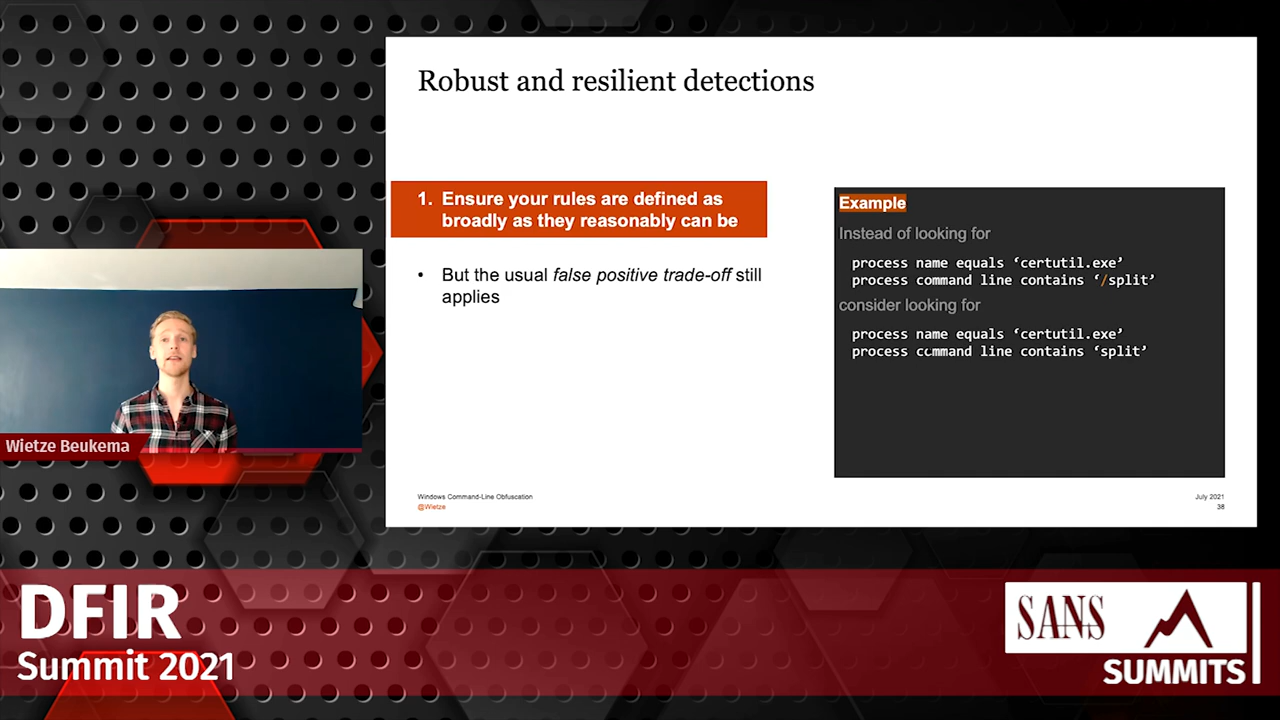 Robust and resilient detections
1. Ensure your rules are defined as
broadly as they reasonably can be
• But the usual false positive trade-off still
applies
Example
Instead of looking for
process name equals ‘certutil.exe’
process command line contains ‘/split’
consider looking for
process name equals ‘certutil.exe’
process command line contains ‘split’
Windows Command-Line Obfuscation
@Wietze
July 2021
38
Wietze Beukema
DFIR
Summit 2021
SANS
SUMMITS